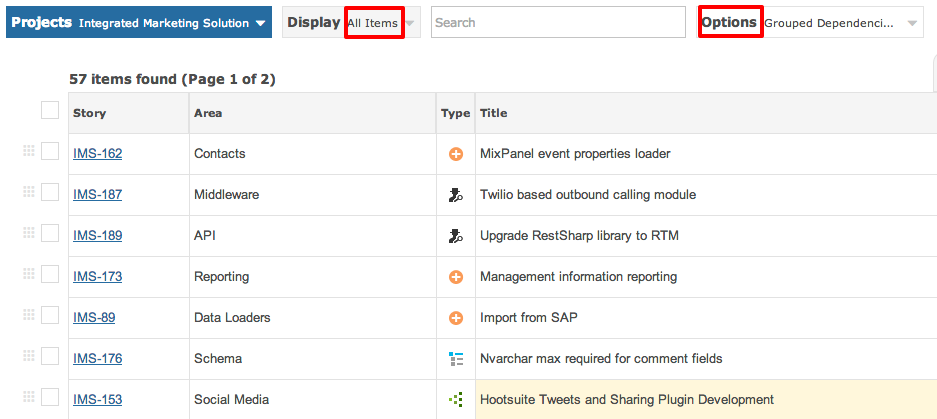 Projects Integrated Marketing Solution Display All Items Search Options Grouped Dependenci...
57 items found (Page 1 of 2)
Story Area Type Title
IMS-162 Contacts MixPanel event properties loader
IMS-187 Middleware Twilio based outbound calling module
IMS-189 API Upgrade RestSharp library to RTM
IMS-173 Reporting Management information reporting
IMS-89 Data Loaders Import from SAP
IMS-176 Schema Nvarchar max required for comment fields
IMS-153 Social Media Hootsuite Tweets and Sharing Plugin Development